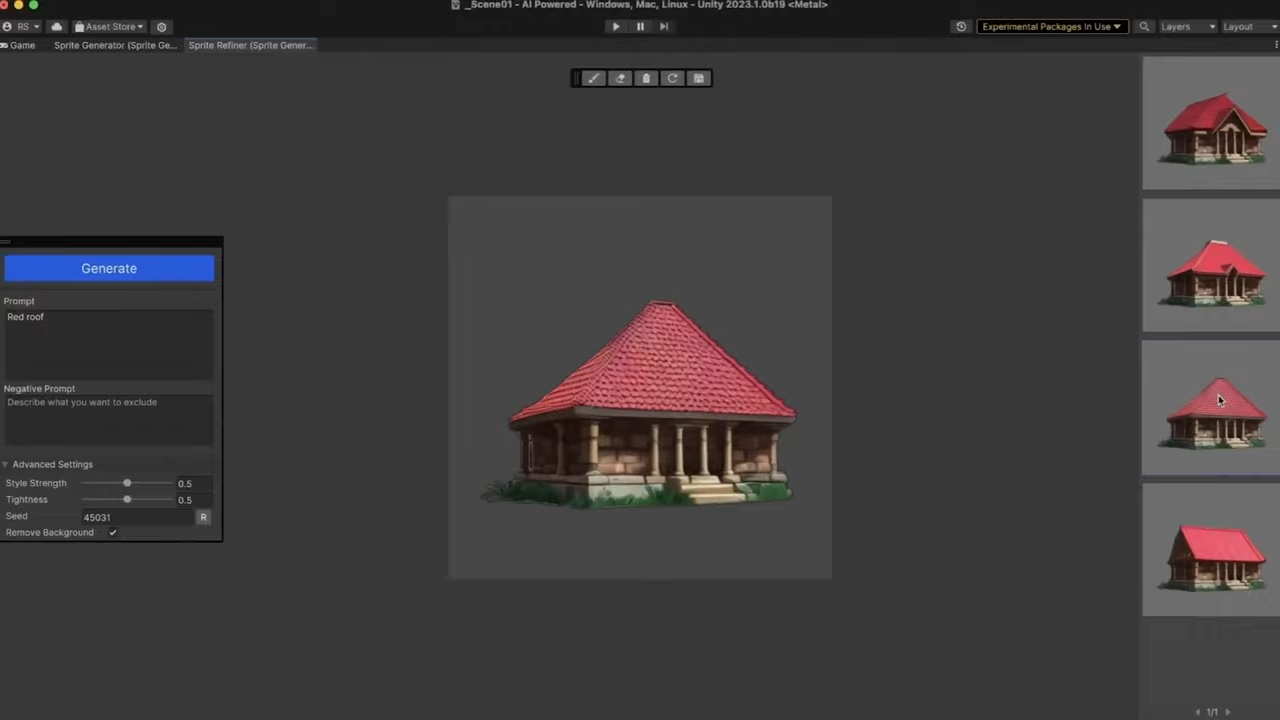 _Scene01 - AI Powered - Windows, Mac, Linux - Unity 2023.1.0b19 <Metal>
RS
Asset Store
Experimental Packages In Use
Layers
Layout
Game
Sprite Generator (Sprite Ge...
Sprite Refiner (Sprite Gener...
Generate
Prompt
Red roof
Negative Prompt
Describe what you want to exclude
Advanced Settings
Style Strength 0.5
Tightness 0.5
Seed 45031 R
Remove Background
1/1